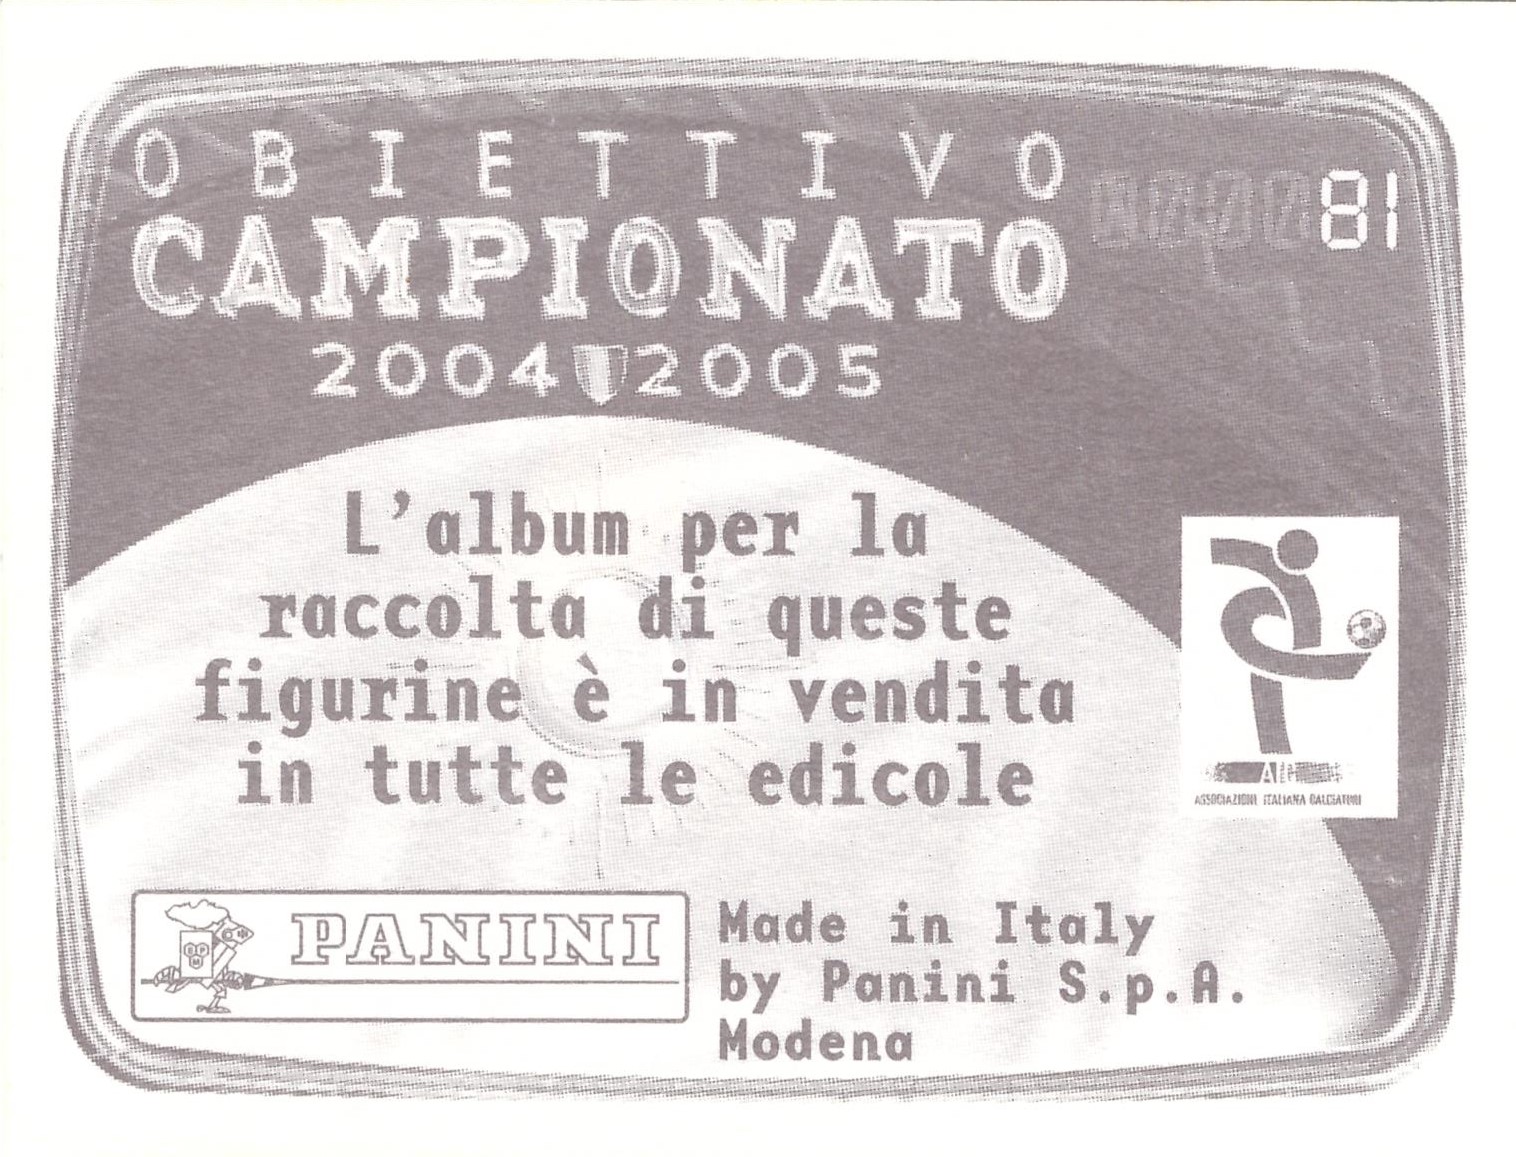 OBIETTIVO
81
CAMPIONATO
2004 2005
L'album per la
raccolta di queste
figurine è in vendita
in tutte le edicole
AIC
ASSOCIAZIONE ITALIANA CALCIATORI
PANINI
Made in Italy
by Panini S.p.A.
Modena